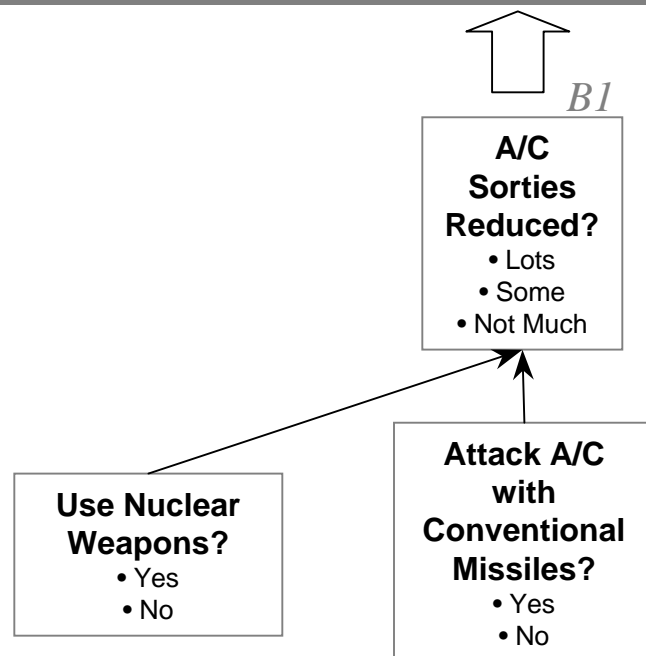 B1
A/C
Sorties
Reduced?
• Lots
• Some
• Not Much
Use Nuclear
Weapons?
• Yes
• No
Attack A/C
with
Conventional
Missiles?
• Yes
• No